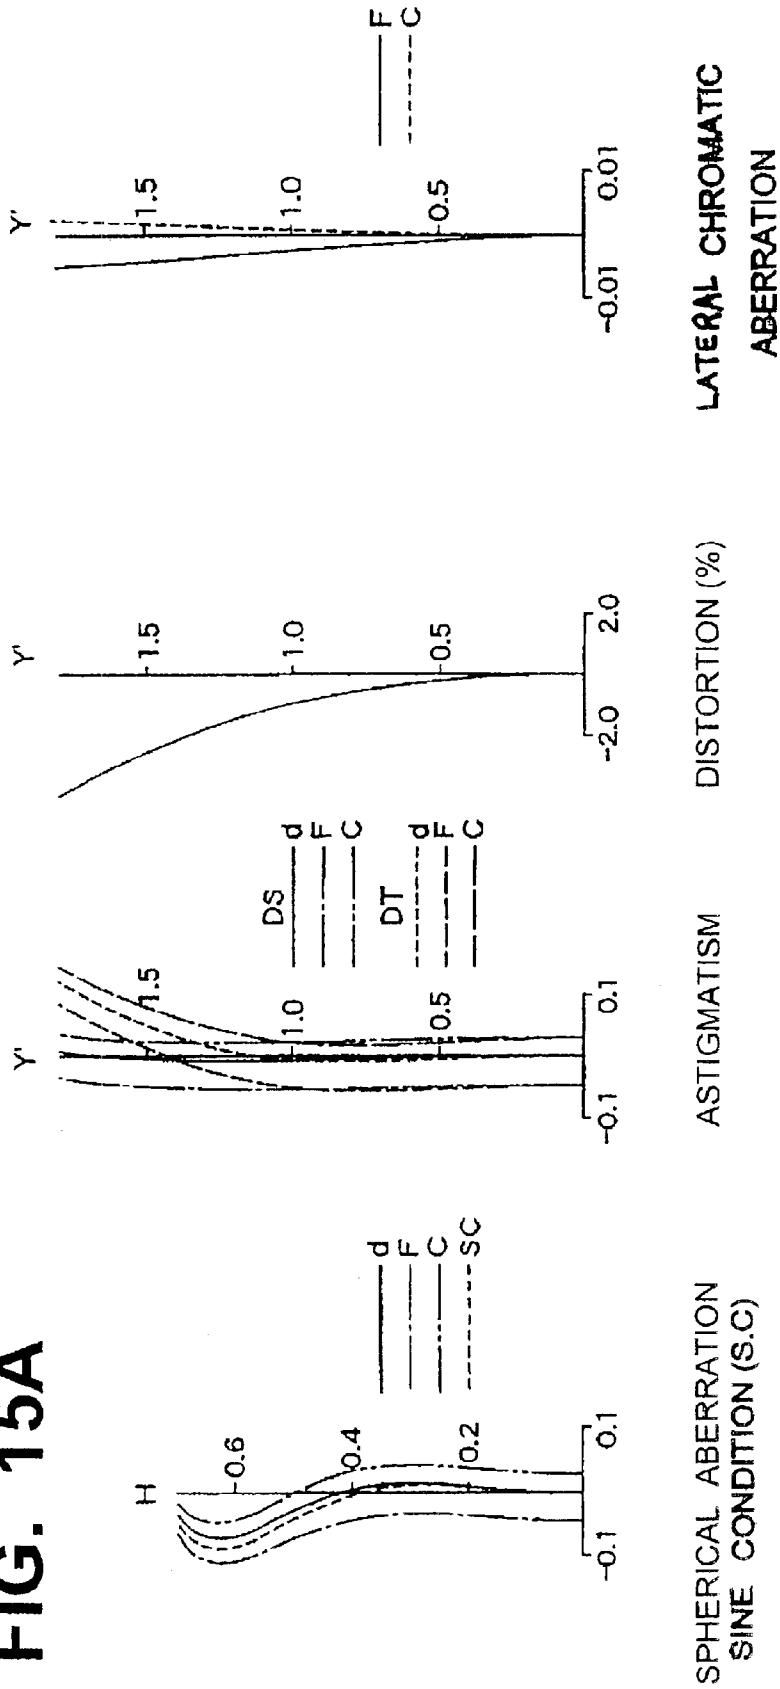 FIG. 15A
H
0.6
0.4
0.2
-0.1
0.1
d
F
C
SC
SPHERICAL ABERRATION
SINE CONDITION (S.C)
Y'
1.5
1.0
0.5
-0.1
0.1
DS
d
F
C
DT
d
F
C
ASTIGMATISM
Y'
1.5
1.0
0.5
-2.0
2.0
DISTORTION (%)
Y'
1.5
1.0
0.5
-0.01
0.01
F
C
LATERAL CHROMATIC
ABERRATION